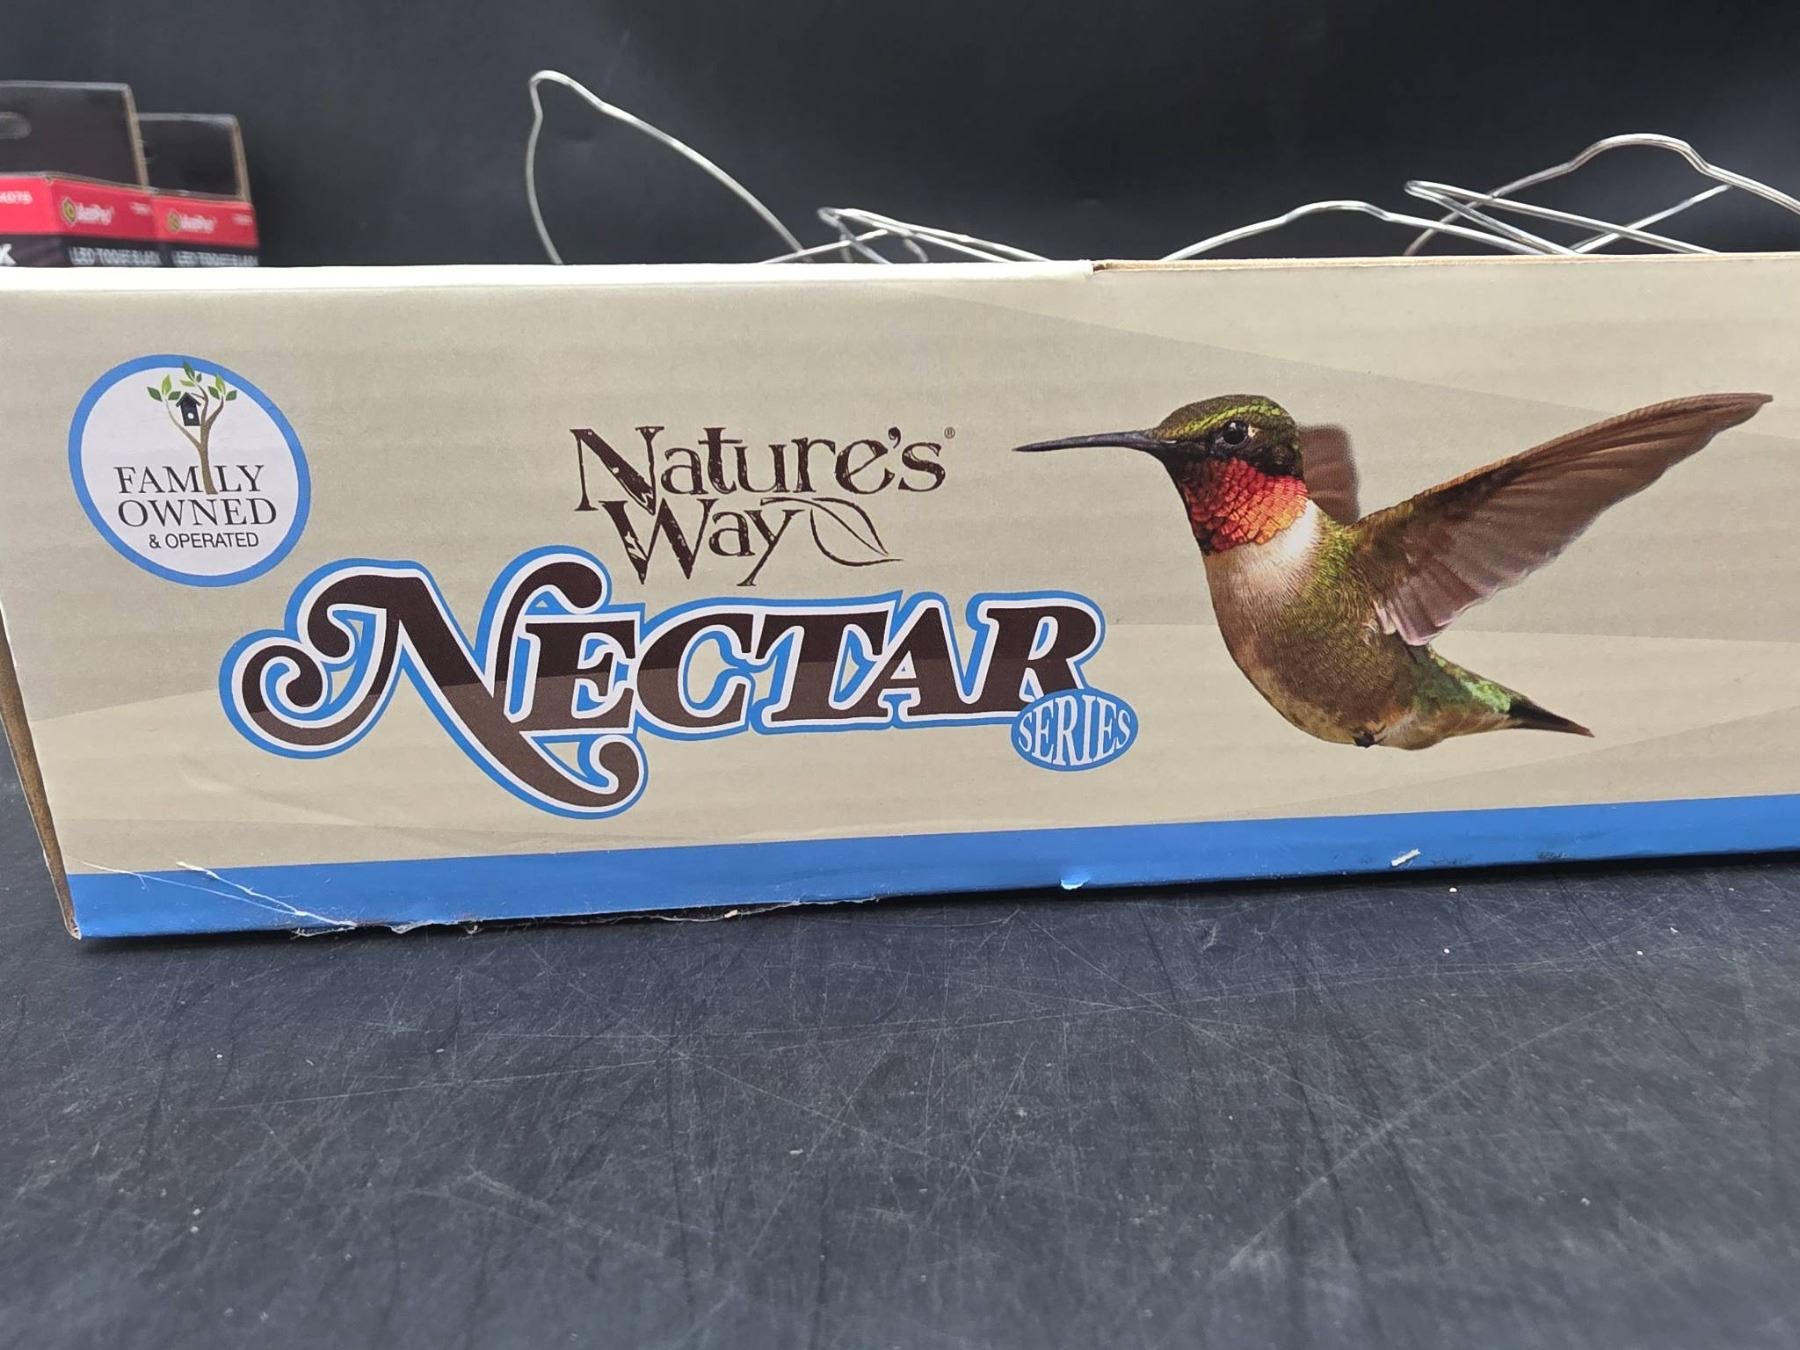 FAMILY
OWNED
& OPERATED
Nature's®
Way
NECTAR
SERIES